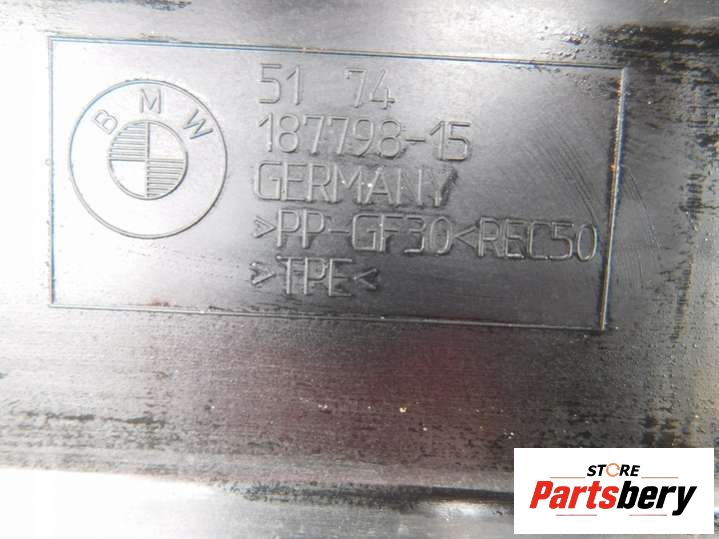 BMW
51 74
187798-15
GERMANY
>PP-GF30<REC50
>TPE<
STORE
Partsbery